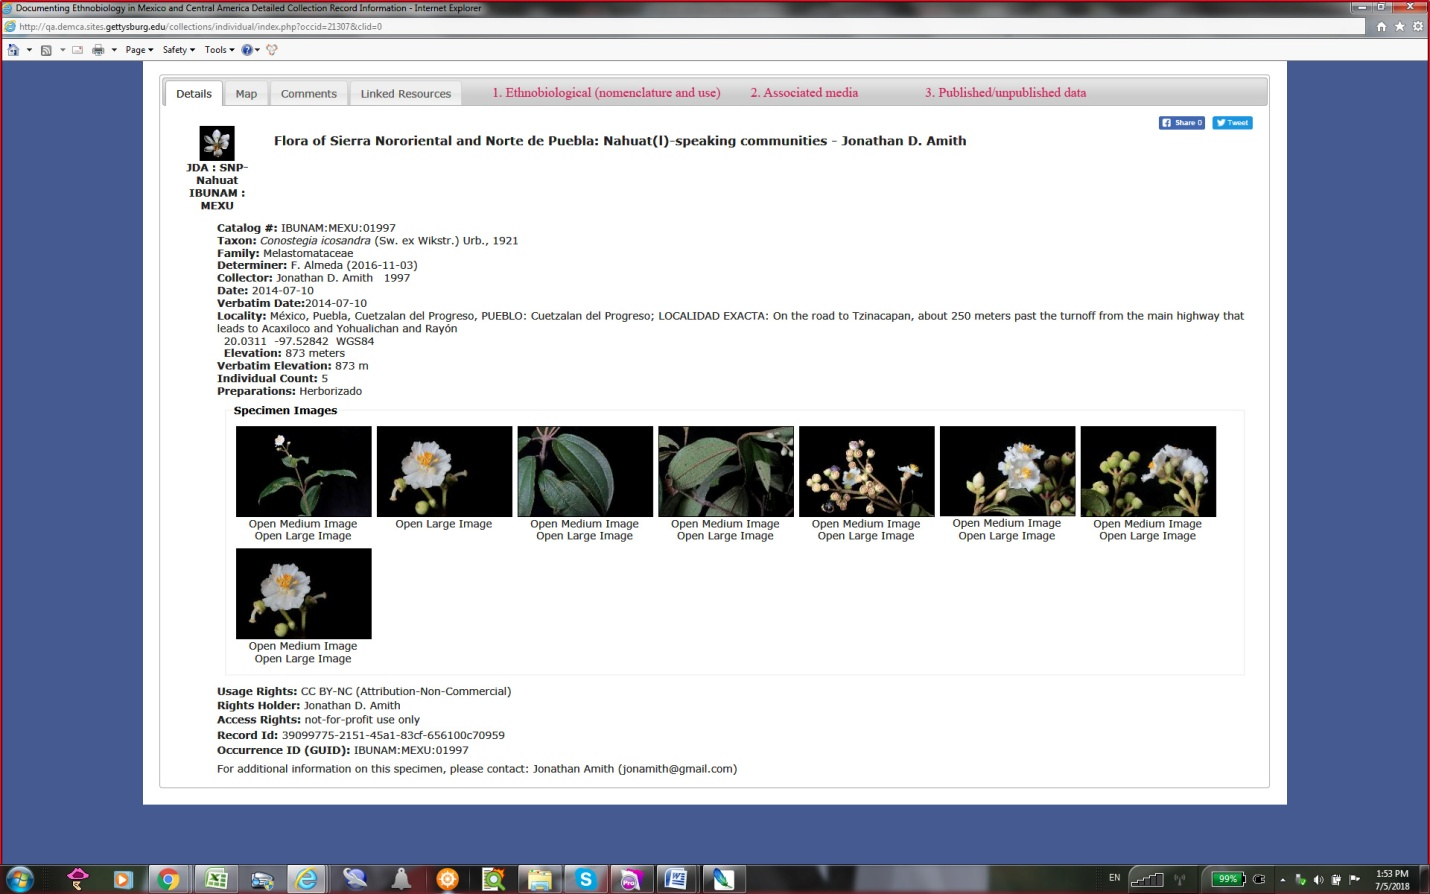 Documenting Ethnobiology in Mexico and Central America Detailed Collection Record Information - Internet Explorer
http://qa.demca.sites.gettysburg.edu/collections/individual/index.php?occid=21307&clid=0
Page Safety Tools
Details Map Comments Linked Resources 1. Ethnobiological (nomenclature and use) 2. Associated media 3. Published/unpublished data
Share 0 Tweet
Flora of Sierra Nororiental and Norte de Puebla: Nahuat(l)-speaking communities - Jonathan D. Amith
JDA : SNP-
Nahuat
IBUNAM :
MEXU
Catalog #: IBUNAM:MEXU:01997
Taxon: Conostegia icosandra (Sw. ex Wikstr.) Urb., 1921
Family: Melastomataceae
Determiner: F. Almeda (2016-11-03)
Collector: Jonathan D. Amith 1997
Date: 2014-07-10
Verbatim Date:2014-07-10
Locality: México, Puebla, Cuetzalan del Progreso, PUEBLO: Cuetzalan del Progreso; LOCALIDAD EXACTA: On the road to Tzinacapan, about 250 meters past the turnoff from the main highway that
leads to Acaxiloco and Yohualichan and Rayón
20.0311 -97.52842 WGS84
Elevation: 873 meters
Verbatim Elevation: 873 m
Individual Count: 5
Preparations: Herborizado
Specimen Images
Open Medium Image Open Large Image Open Medium Image Open Medium Image Open Medium Image Open Medium Image Open Medium Image
Open Large Image Open Large Image Open Large Image Open Large Image Open Large Image Open Large Image
Open Medium Image
Open Large Image
Usage Rights: CC BY-NC (Attribution-Non-Commercial)
Rights Holder: Jonathan D. Amith
Access Rights: not-for-profit use only
Record Id: 39099775-2151-45a1-83cf-656100c70959
Occurrence ID (GUID): IBUNAM:MEXU:01997
For additional information on this specimen, please contact: Jonathan Amith (jonamith@gmail.com)
EN 99% 1:53 PM
7/5/2018